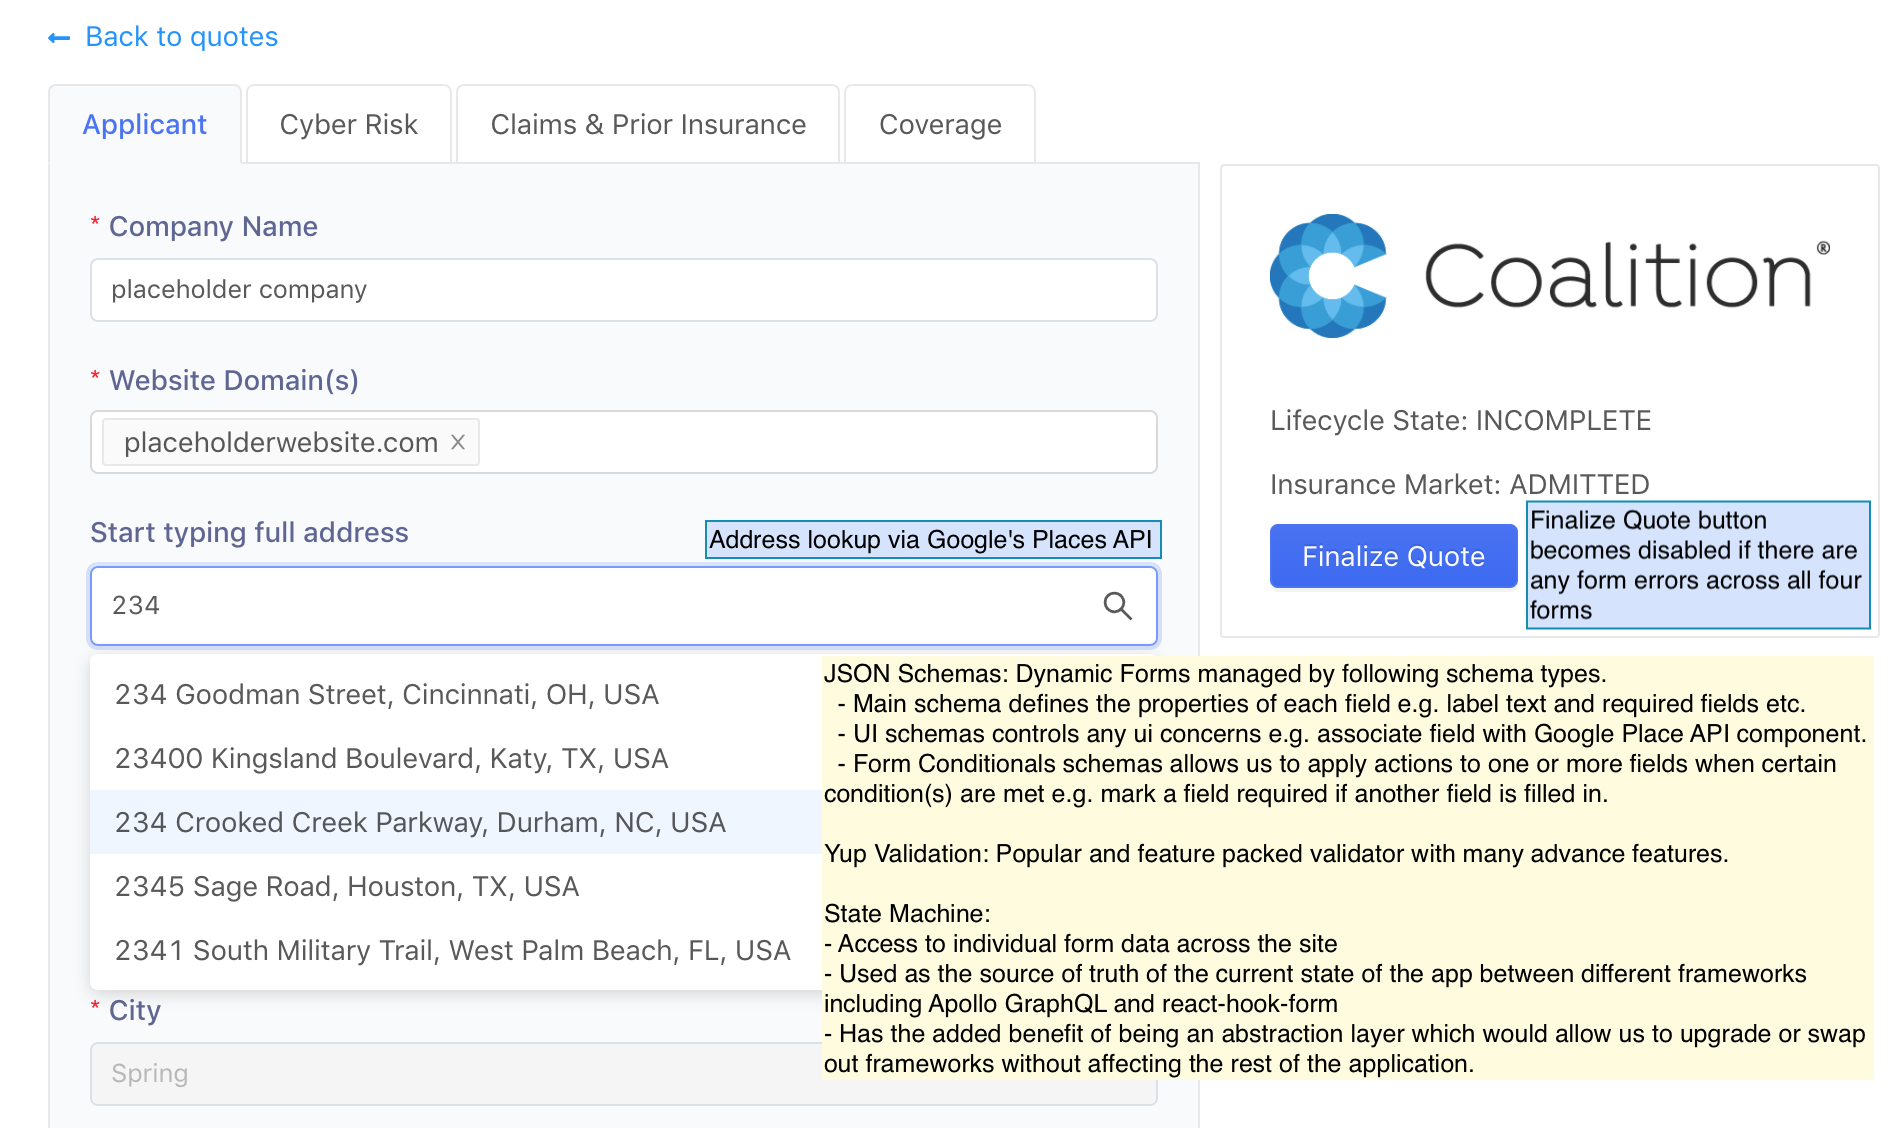 ← Back to quotes
Applicant
Cyber Risk
Claims & Prior Insurance
Coverage
* Company Name
placeholder company
* Website Domain(s)
placeholderwebsite.com ×
Start typing full address
Address lookup via Google's Places API
234
234 Goodman Street, Cincinnati, OH, USA
23400 Kingsland Boulevard, Katy, TX, USA
234 Crooked Creek Parkway, Durham, NC, USA
2345 Sage Road, Houston, TX, USA
2341 South Military Trail, West Palm Beach, FL, USA
* City
Spring
Coalition®
Lifecycle State: INCOMPLETE
Insurance Market: ADMITTED
Finalize Quote
Finalize Quote button
becomes disabled if there are
any form errors across all four
forms
JSON Schemas: Dynamic Forms managed by following schema types.
- Main schema defines the properties of each field e.g. label text and required fields etc.
- UI schemas controls any ui concerns e.g. associate field with Google Place API component.
- Form Conditionals schemas allows us to apply actions to one or more fields when certain
condition(s) are met e.g. mark a field required if another field is filled in.
Yup Validation: Popular and feature packed validator with many advance features.
State Machine:
- Access to individual form data across the site
- Used as the source of truth of the current state of the app between different frameworks
including Apollo GraphQL and react-hook-form
- Has the added benefit of being an abstraction layer which would allow us to upgrade or swap
out frameworks without affecting the rest of the application.